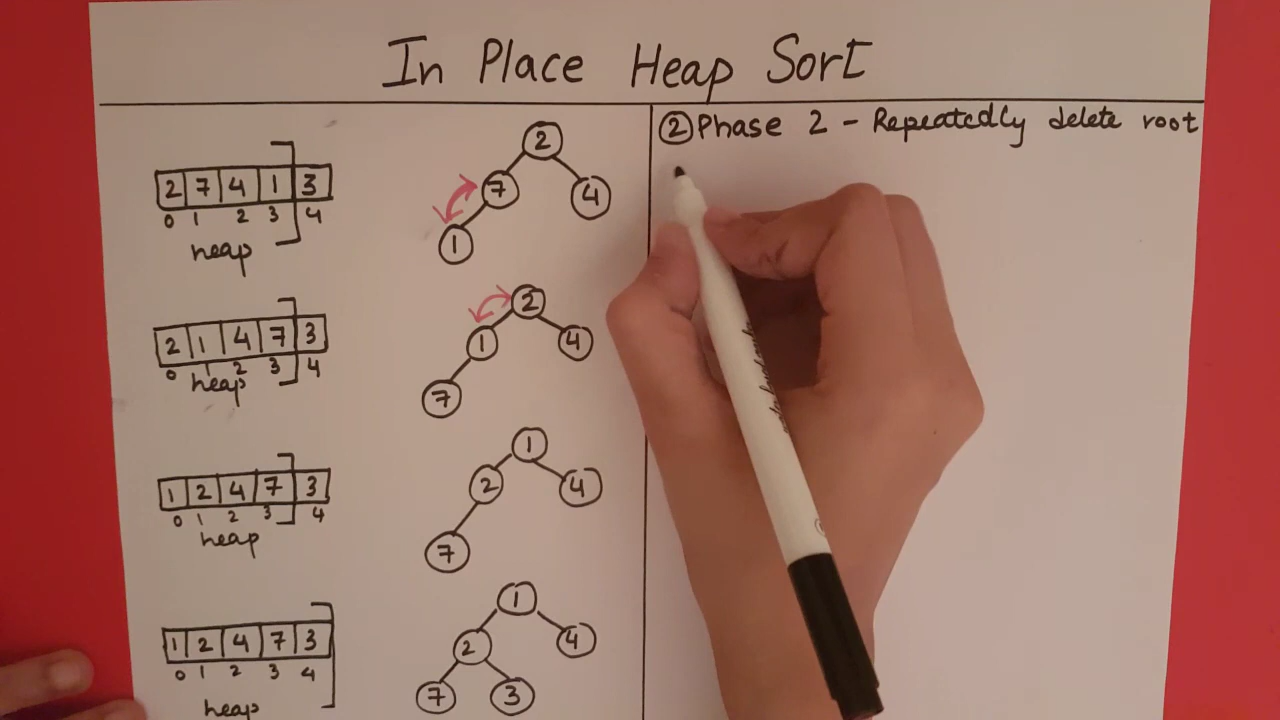 In Place Heap Sort
2 7 4 1 3
0 1 2 3 4
heap
2
7 4
1
2 1 4 7 3
0 1 2 3 4
heap
2
1 4
7
1 2 4 7 3
0 1 2 3 4
heap
1
2 4
7
1 2 4 7 3
0 1 2 3 4
heap
1
2 4
7 3
② Phase 2 - Repeatedly delete root